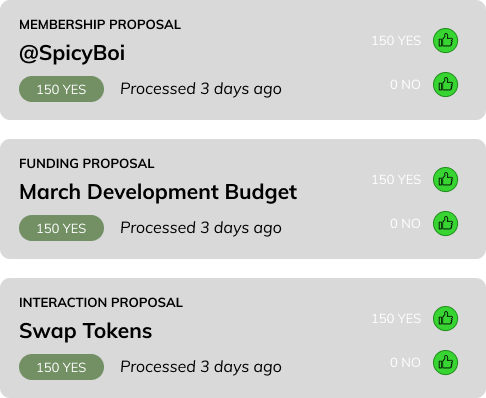 MEMBERSHIP PROPOSAL
@SpicyBoi
150 YES
Processed 3 days ago
150 YES
0 NO
FUNDING PROPOSAL
March Development Budget
150 YES
Processed 3 days ago
150 YES
0 NO
INTERACTION PROPOSAL
Swap Tokens
150 YES
Processed 3 days ago
150 YES
0 NO